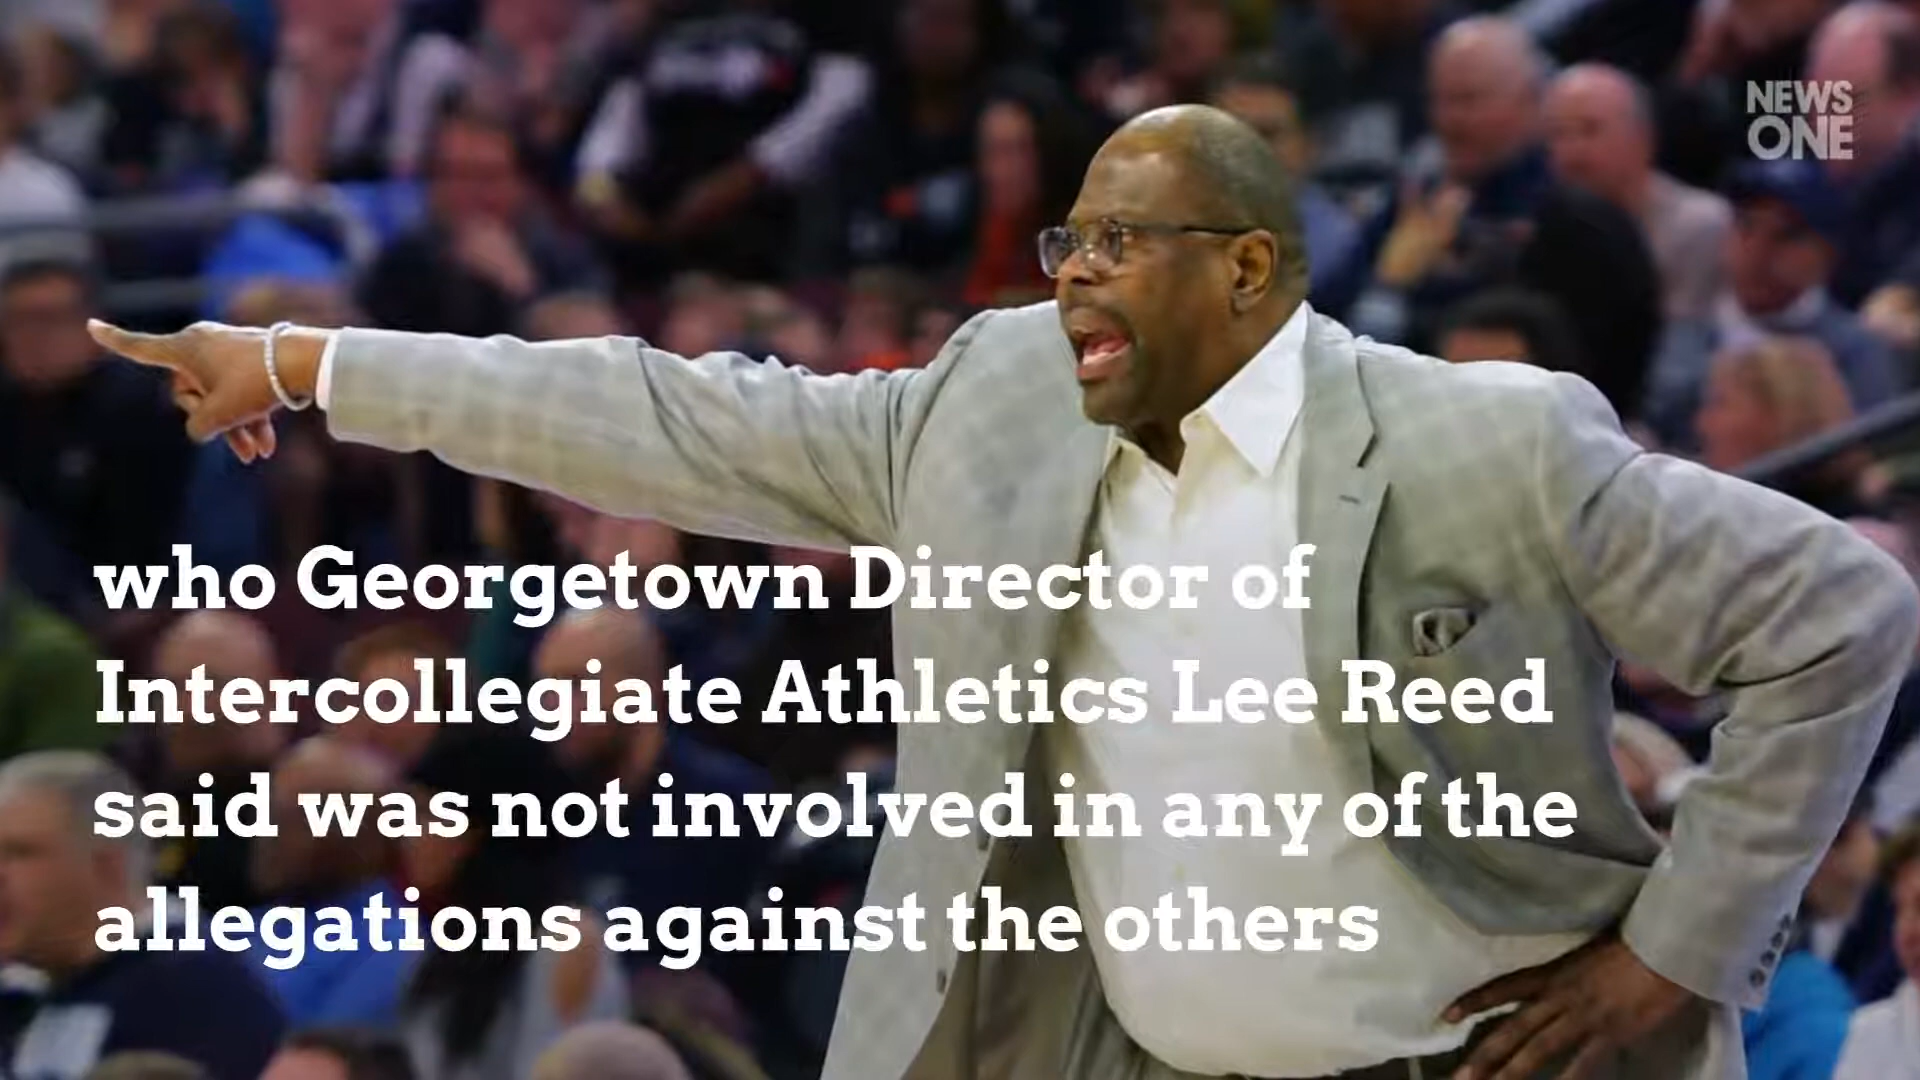 NEWS
ONE
who Georgetown Director of
Intercollegiate Athletics Lee Reed
said was not involved in any of the
allegations against the others